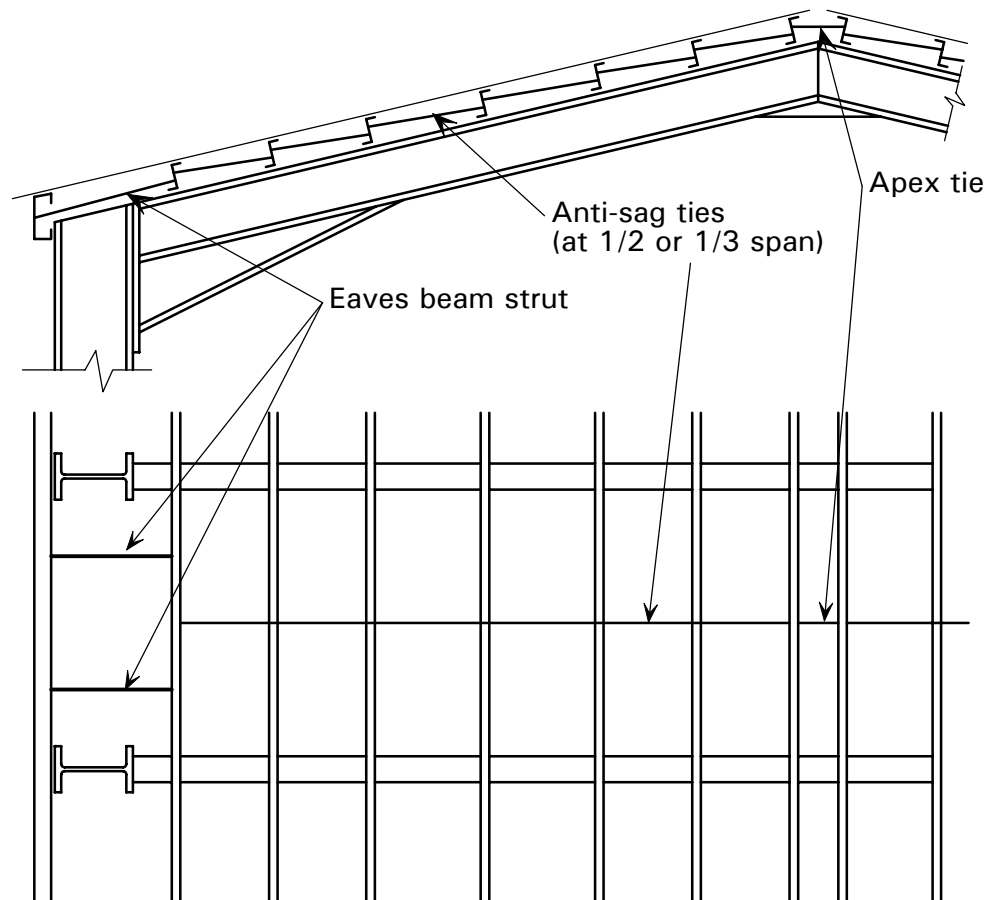 Apex tie
Anti-sag ties
(at 1/2 or 1/3 span)
Eaves beam strut